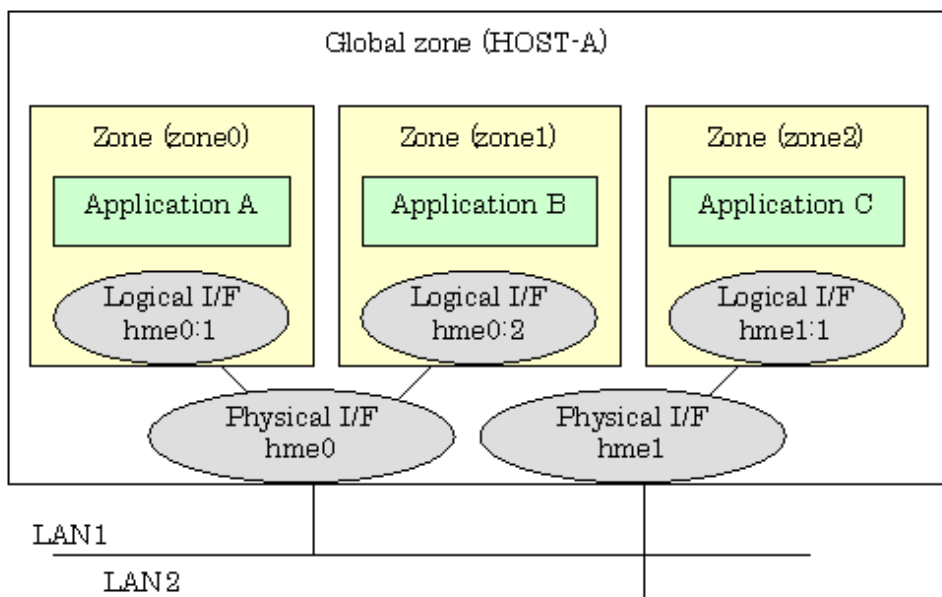 Global zone (HOST-A)
Zone (zone0)
Zone (zone1)
Zone (zone2)
Application A
Application B
Application C
Logical I/F
hme0:1
Logical I/F
hme0:2
Logical I/F
hme1:1
Physical I/F
hme0
Physical I/F
hme1
LAN1
LAN2